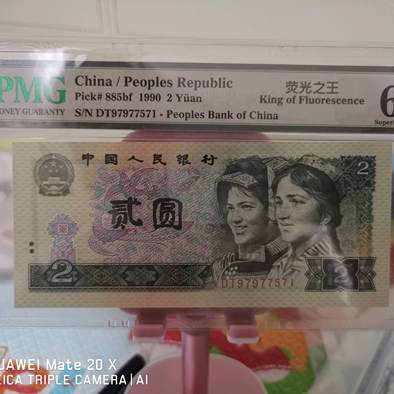 PMG
MONEY GUARANTY
China / Peoples Republic
Pick# 885bf 1990 2 Yüan
S/N DT97977571 - Peoples Bank of China
荧光之王
King of Fluorescence
6
中国人民银行
贰圆
2
2
DT97977571
HUAWEI Mate 20 X
LEICA TRIPLE CAMERA | AI